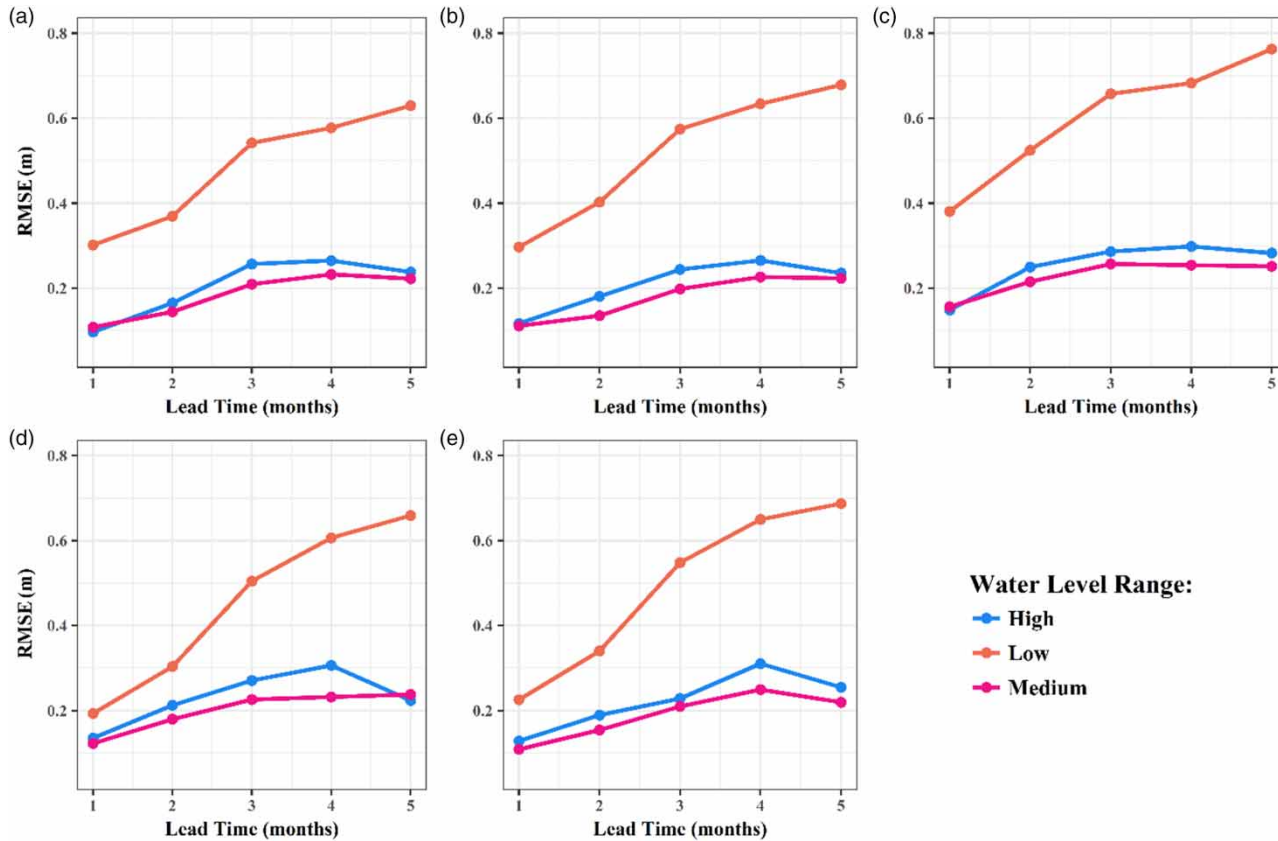 (a)
(b)
(c)
0.8
0.6
0.4
0.2
RMSE (m)
1 2 3 4 5
Lead Time (months)
0.8
0.6
0.4
0.2
1 2 3 4 5
Lead Time (months)
0.8
0.6
0.4
0.2
1 2 3 4 5
Lead Time (months)
(d)
(e)
0.8
0.6
0.4
0.2
RMSE (m)
1 2 3 4 5
Lead Time (months)
0.8
0.6
0.4
0.2
1 2 3 4 5
Lead Time (months)
Water Level Range:
High
Low
Medium